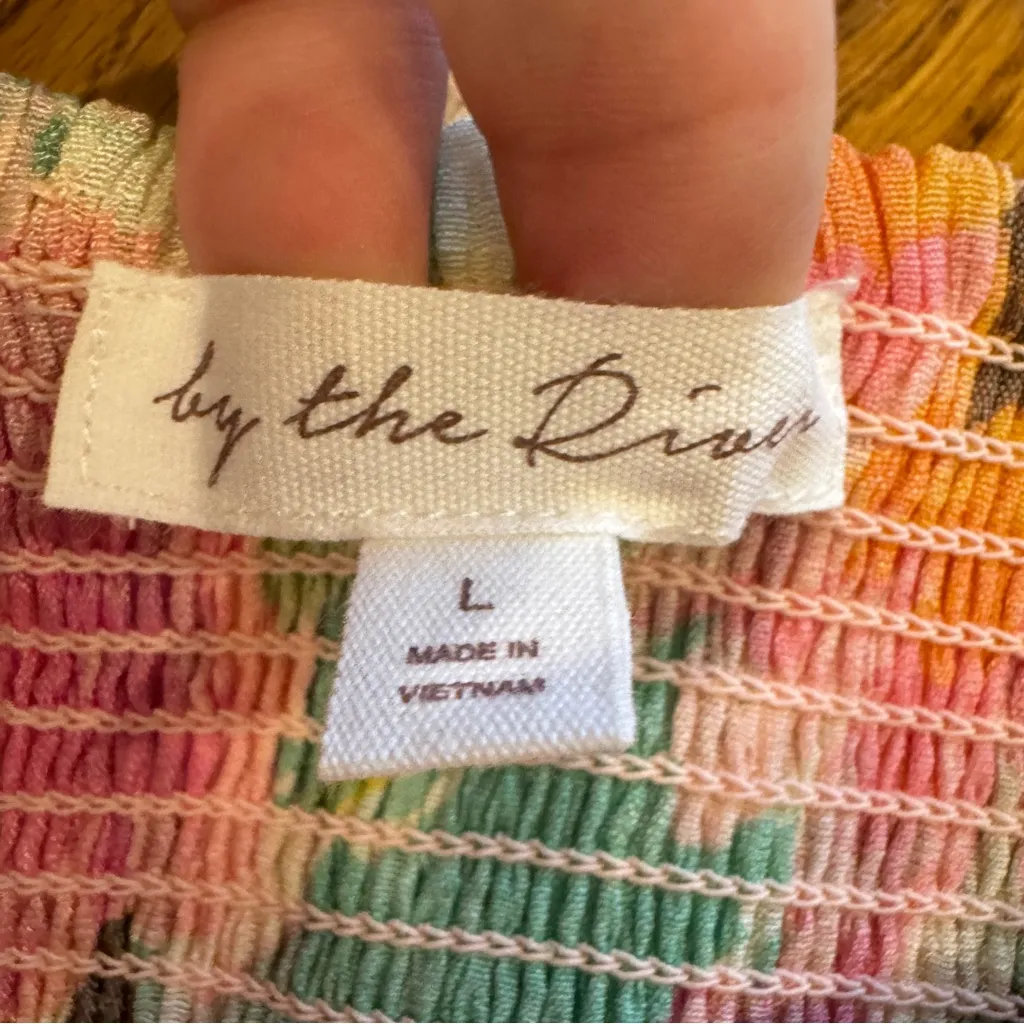 by the River
L
MADE IN
VIETNAM